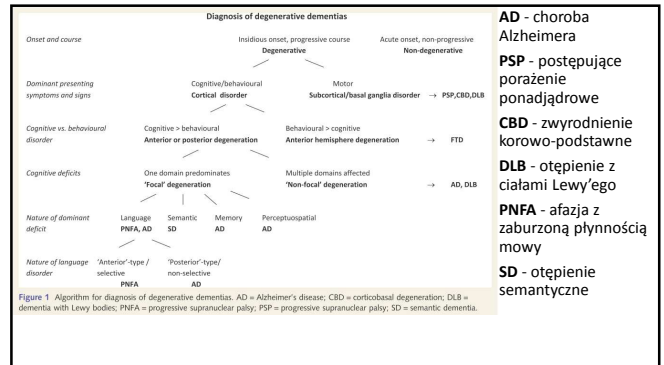 Diagnosis of degenerative dementias
Onset and course
Insidious onset, progressive course
Degenerative
Acute onset, non-progressive
Non-degenerative
Dominant presenting
symptoms and signs
Cognitive/behavioural
Cortical disorder
Motor
Subcortical/basal ganglia disorder → PSP,CBD,DLB
Cognitive vs. behavioural
disorder
Cognitive > behavioural
Anterior or posterior degeneration
Behavioural > cognitive
Anterior hemisphere degeneration → FTD
Cognitive deficits
One domain predominates
'Focal' degeneration
Multiple domains affected
'Non-focal' degeneration → AD, DLB
Nature of dominant
deficit
Language
PNFA, AD
Semantic
SD
Memory
AD
Perceptuospatial
AD
Nature of language
disorder
'Anterior'-type /
selective
PNFA
'Posterior'-type/
non-selective
AD
Figure 1 Algorithm for diagnosis of degenerative dementias. AD = Alzheimer's disease; CBD = corticobasal degeneration; DLB =
dementia with Lewy bodies; PNFA = progressive supranuclear palsy; PSP = progressive supranuclear palsy; SD = semantic dementia.
AD - choroba
Alzheimera
PSP - postępujące
porażenie
ponadjądrowe
CBD - zwyrodnienie
korowo-podstawne
DLB - otępienie z
ciałami Lewy'ego
PNFA - afazja z
zaburzoną płynnością
mowy
SD - otępienie
semantyczne